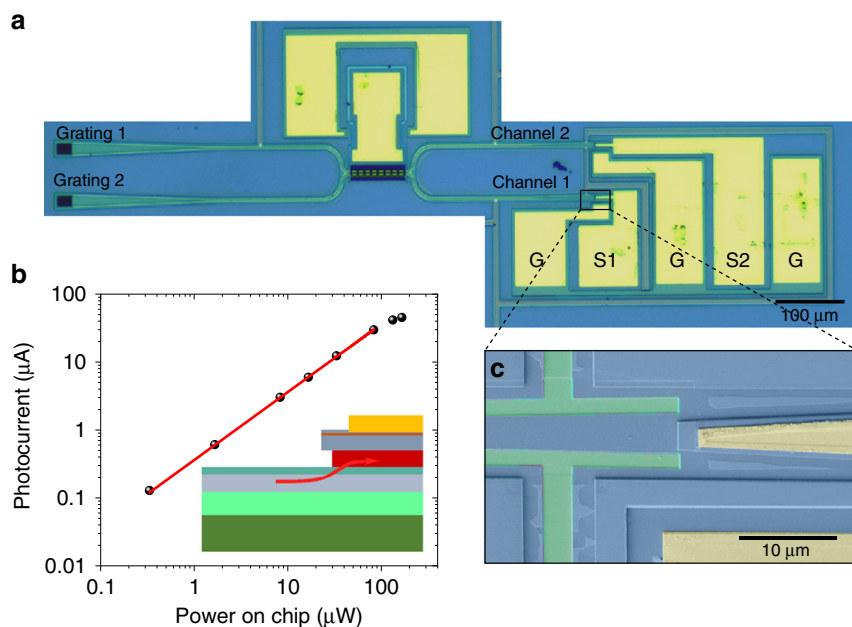 a
Grating 1
Channel 2
Grating 2
Channel 1
G
S1
G
S2
G
100 μm
b
100
10
1
0.1
0.01
Photocurrent (μA)
0.1
1
10
100
Power on chip (μW)
c
10 μm